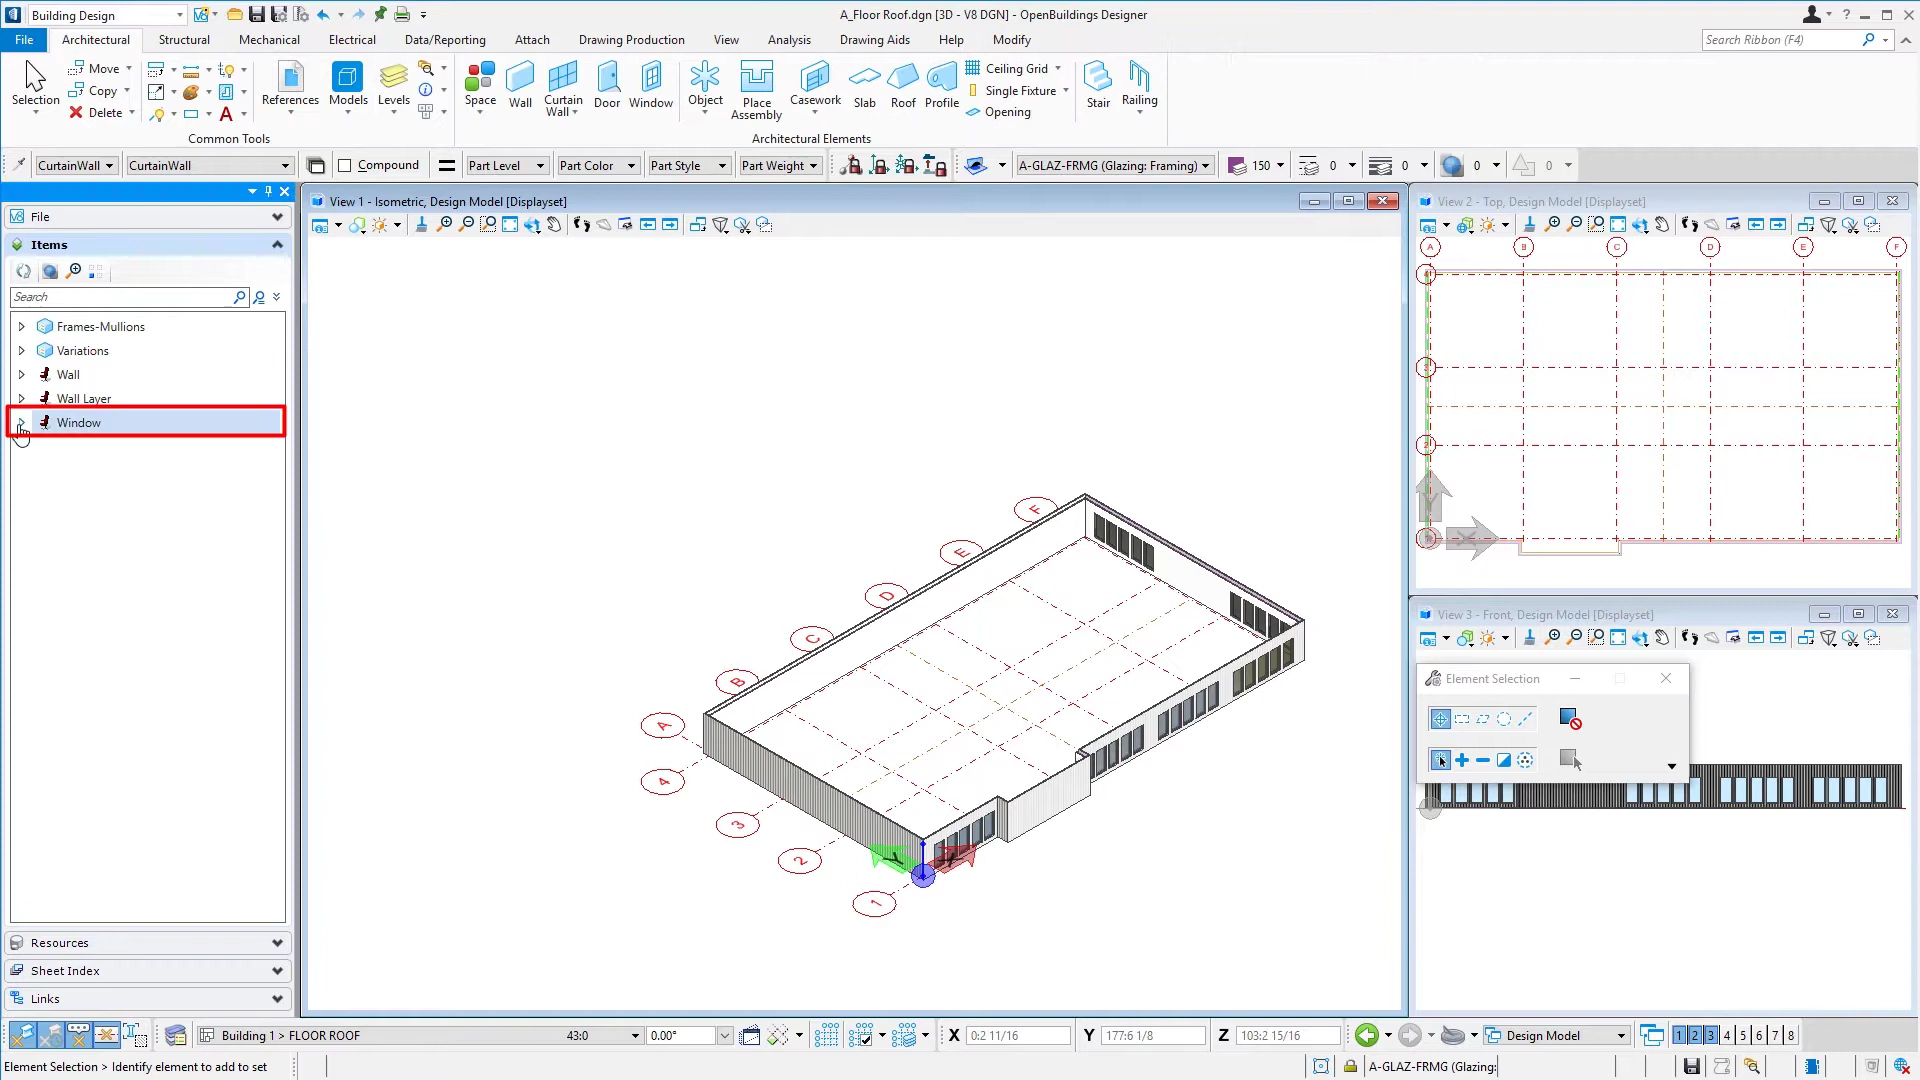 Building Design
A_Floor Roof.dgn [3D - V8 DGN] - OpenBuildings Designer
File Architectural Structural Mechanical Electrical Data/Reporting Attach Drawing Production View Analysis Drawing Aids Help Modify
Search Ribbon (F4)
Selection
Move
Copy
Delete
References
Models
Levels
Common Tools
Space
Wall
Curtain Wall
Door
Window
Object
Place Assembly
Casework
Slab
Roof
Profile
Ceiling Grid
Single Fixture
Opening
Stair
Railing
Architectural Elements
CurtainWall CurtainWall Compound Part Level Part Color Part Style Part Weight A-GLAZ-FRMG (Glazing: Framing) 150 0 0 0 0
File
Items
Search
Frames-Mullions
Variations
Wall
Wall Layer
Window
Resources
Sheet Index
Links
View 1 - Isometric, Design Model [Displayset]
F
E
D
C
B
A
4
3
2
1
Y X
View 2 - Top, Design Model [Displayset]
A B C D E F
4
3
2
Y X
View 3 - Front, Design Model [Displayset]
Element Selection
Building 1 > FLOOR ROOF 43:0 0.00° X 0:2 11/16 Y 177:6 1/8 Z 103:2 15/16 Design Model 1 2 3 4 5 6 7 8
Element Selection > Identify element to add to set
A-GLAZ-FRMG (Glazing: